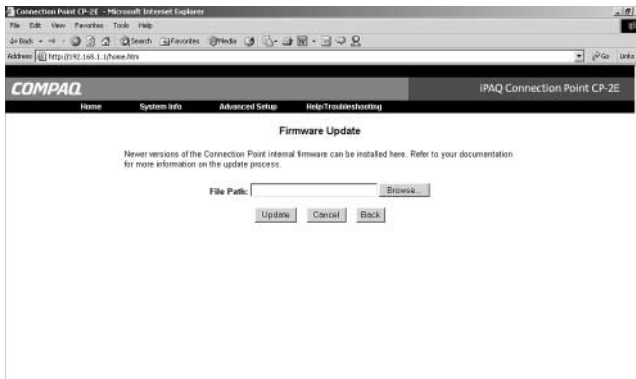 Connection Point CP-2E - Microsoft Internet Explorer
File Edit View Favorites Tools Help
Back Search Favorites Media
Address http://192.168.1.1/home.htm Go Links
COMPAQ iPAQ Connection Point CP-2E
Home System Info Advanced Setup Help/Troubleshooting
Firmware Update
Newer versions of the Connection Point internal firmware can be installed here. Refer to your documentation
for more information on the update process.
File Path: Browse...
Update Cancel Back